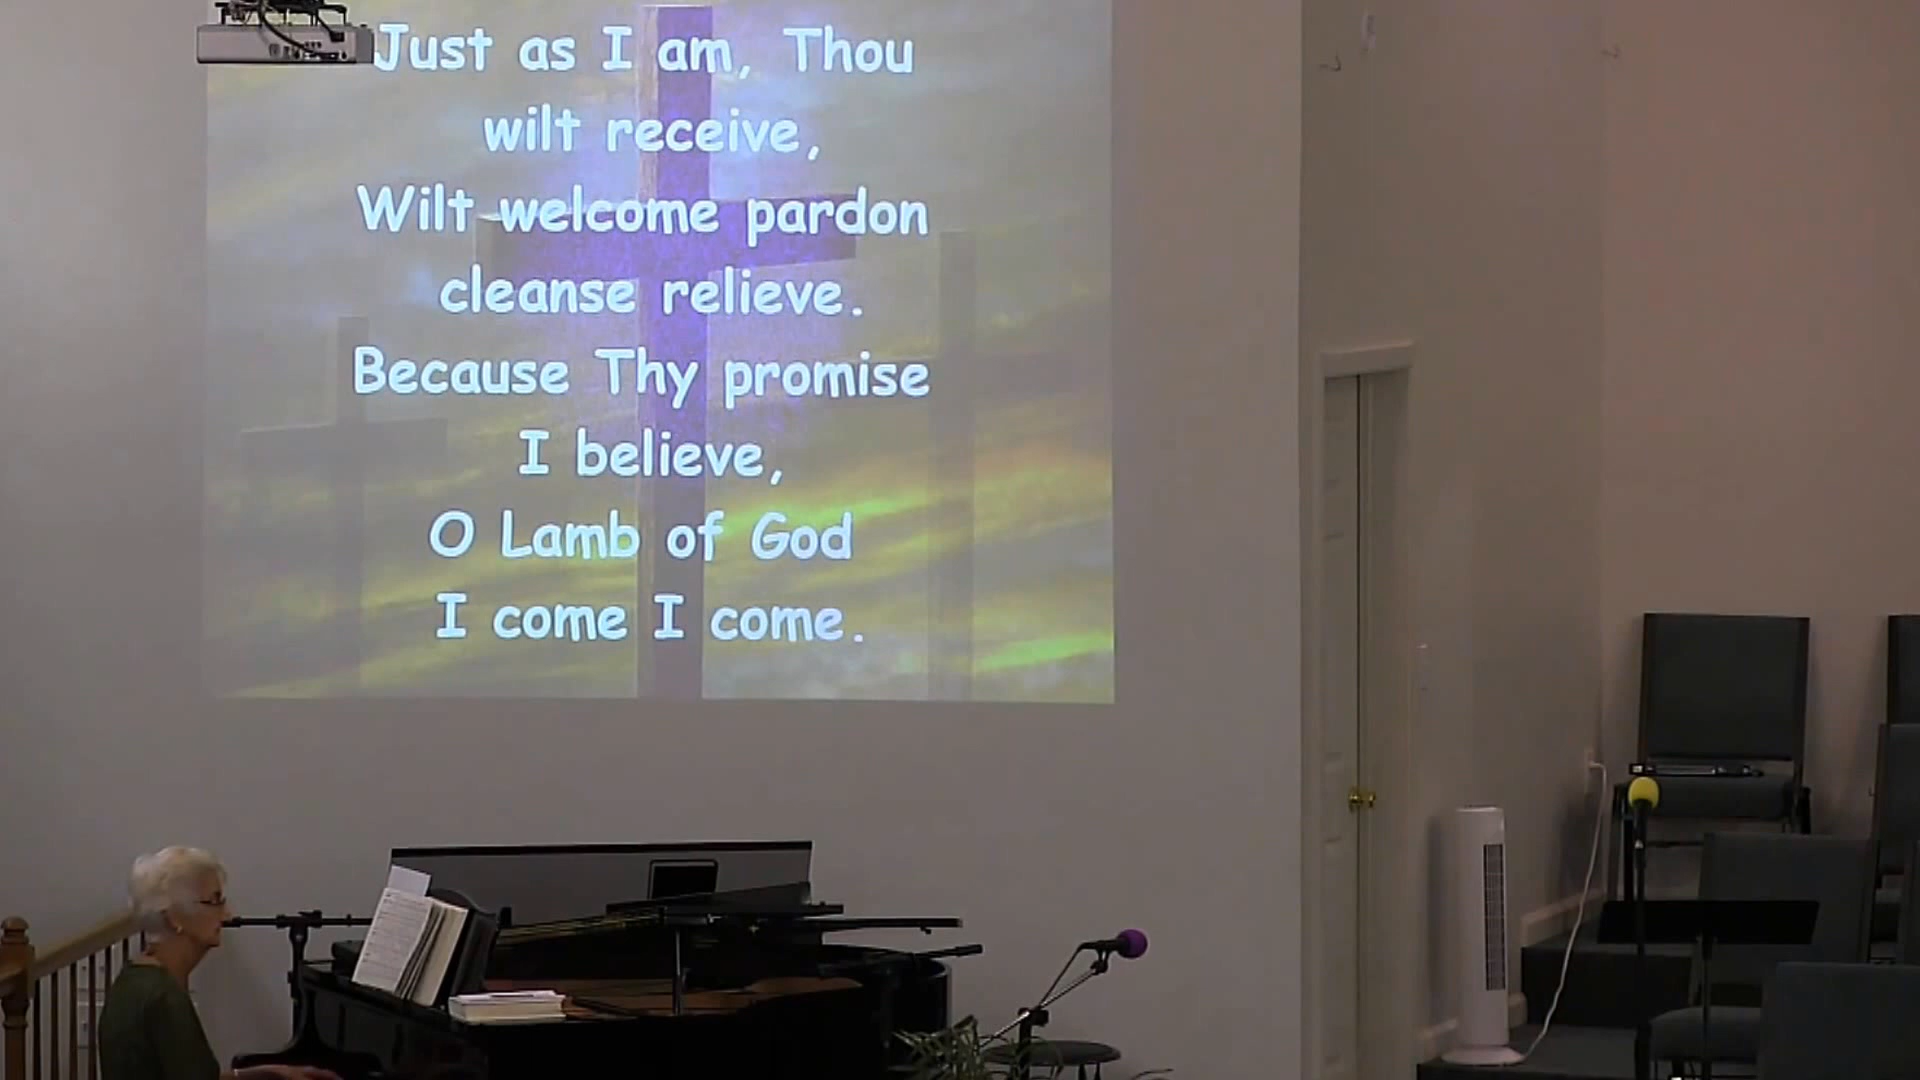 Just as I am, Thou
wilt receive,
Wilt welcome pardon
cleanse relieve.
Because Thy promise
I believe,
O Lamb of God
I come I come.